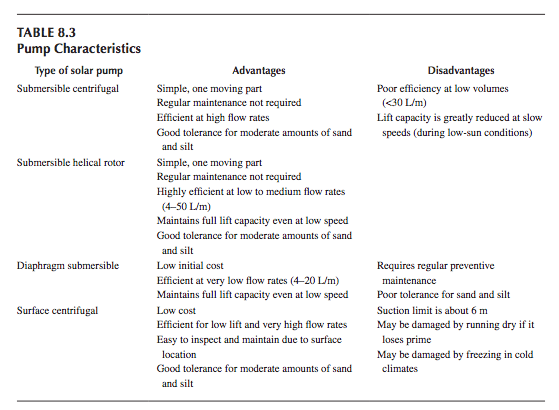 TABLE 8.3
Pump Characteristics
Type of solar pump Advantages Disadvantages
Submersible centrifugal Simple, one moving part Poor efficiency at low volumes
Regular maintenance not required (<30 L/m)
Efficient at high flow rates Lift capacity is greatly reduced at slow
Good tolerance for moderate amounts of sand speeds (during low-sun conditions)
and silt
Submersible helical rotor Simple, one moving part
Regular maintenance not required
Highly efficient at low to medium flow rates
(4–50 L/m)
Maintains full lift capacity even at low speed
Good tolerance for moderate amounts of sand
and silt
Diaphragm submersible Low initial cost Requires regular preventive
Efficient at very low flow rates (4–20 L/m) maintenance
Maintains full lift capacity even at low speed Poor tolerance for sand and silt
Surface centrifugal Low cost Suction limit is about 6 m
Efficient for low lift and very high flow rates May be damaged by running dry if it
Easy to inspect and maintain due to surface loses prime
location May be damaged by freezing in cold
Good tolerance for moderate amounts of sand climates
and silt